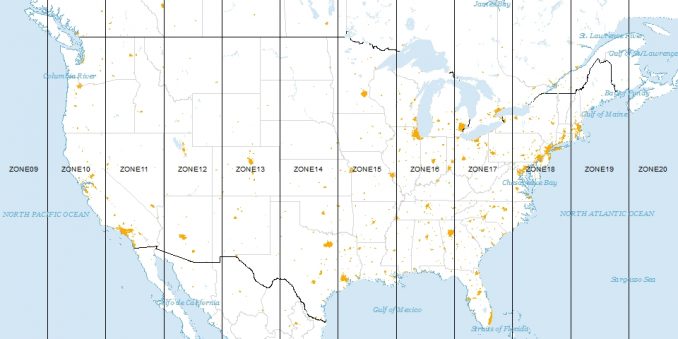 James Bay
St. Lawrence River
Gulf of St Lawrence
Columbia River
Bay of Fundy
Gulf of Maine
ZONE09 ZONE10 ZONE11 ZONE12 ZONE13 ZONE14 ZONE15 ZONE16 ZONE17 ZONE18 ZONE19 ZONE20
Chesapeake Bay
NORTH PACIFIC OCEAN NORTH ATLANTIC OCEAN
Sargasso Sea
Golfo de California
Gulf of Mexico
Straits of Florida